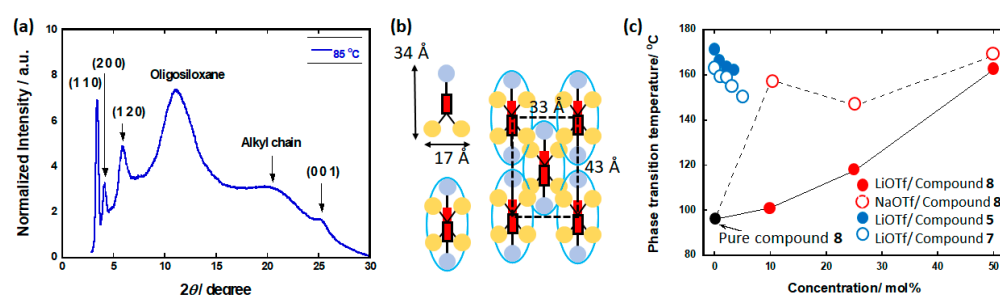 (a)
Normalized Intensity / a.u.
10
8
6
4
2
0
0
5
10
15
20
25
30
2θ/ degree
85 °C
(1 1 0)
(2 0 0)
(1 2 0)
Oligosiloxane
Alkyl chain
(0 0 1)
(b)
34 Å
17 Å
33 Å
43 Å
(c)
Phase transition temperature/ °C
180
160
140
120
100
80
0
10
20
30
40
50
Concentration/ mol%
LiOTf/ Compound 8
NaOTf/ Compound 8
LiOTf/ Compound 5
LiOTf/ Compound 7
Pure compound 8